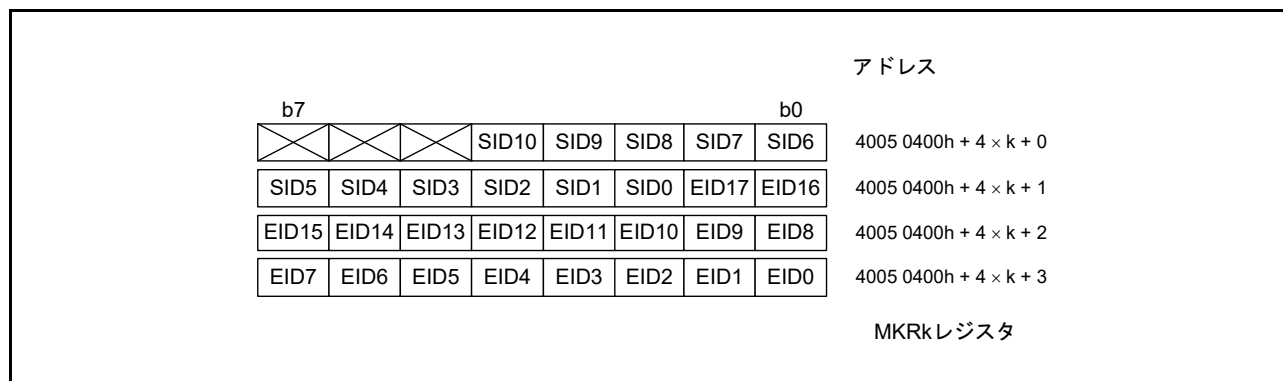 アドレス
b7 b0
SID10 SID9 SID8 SID7 SID6 4005 0400h + 4 × k + 0
SID5 SID4 SID3 SID2 SID1 SID0 EID17 EID16 4005 0400h + 4 × k + 1
EID15 EID14 EID13 EID12 EID11 EID10 EID9 EID8 4005 0400h + 4 × k + 2
EID7 EID6 EID5 EID4 EID3 EID2 EID1 EID0 4005 0400h + 4 × k + 3
MKRkレジスタ